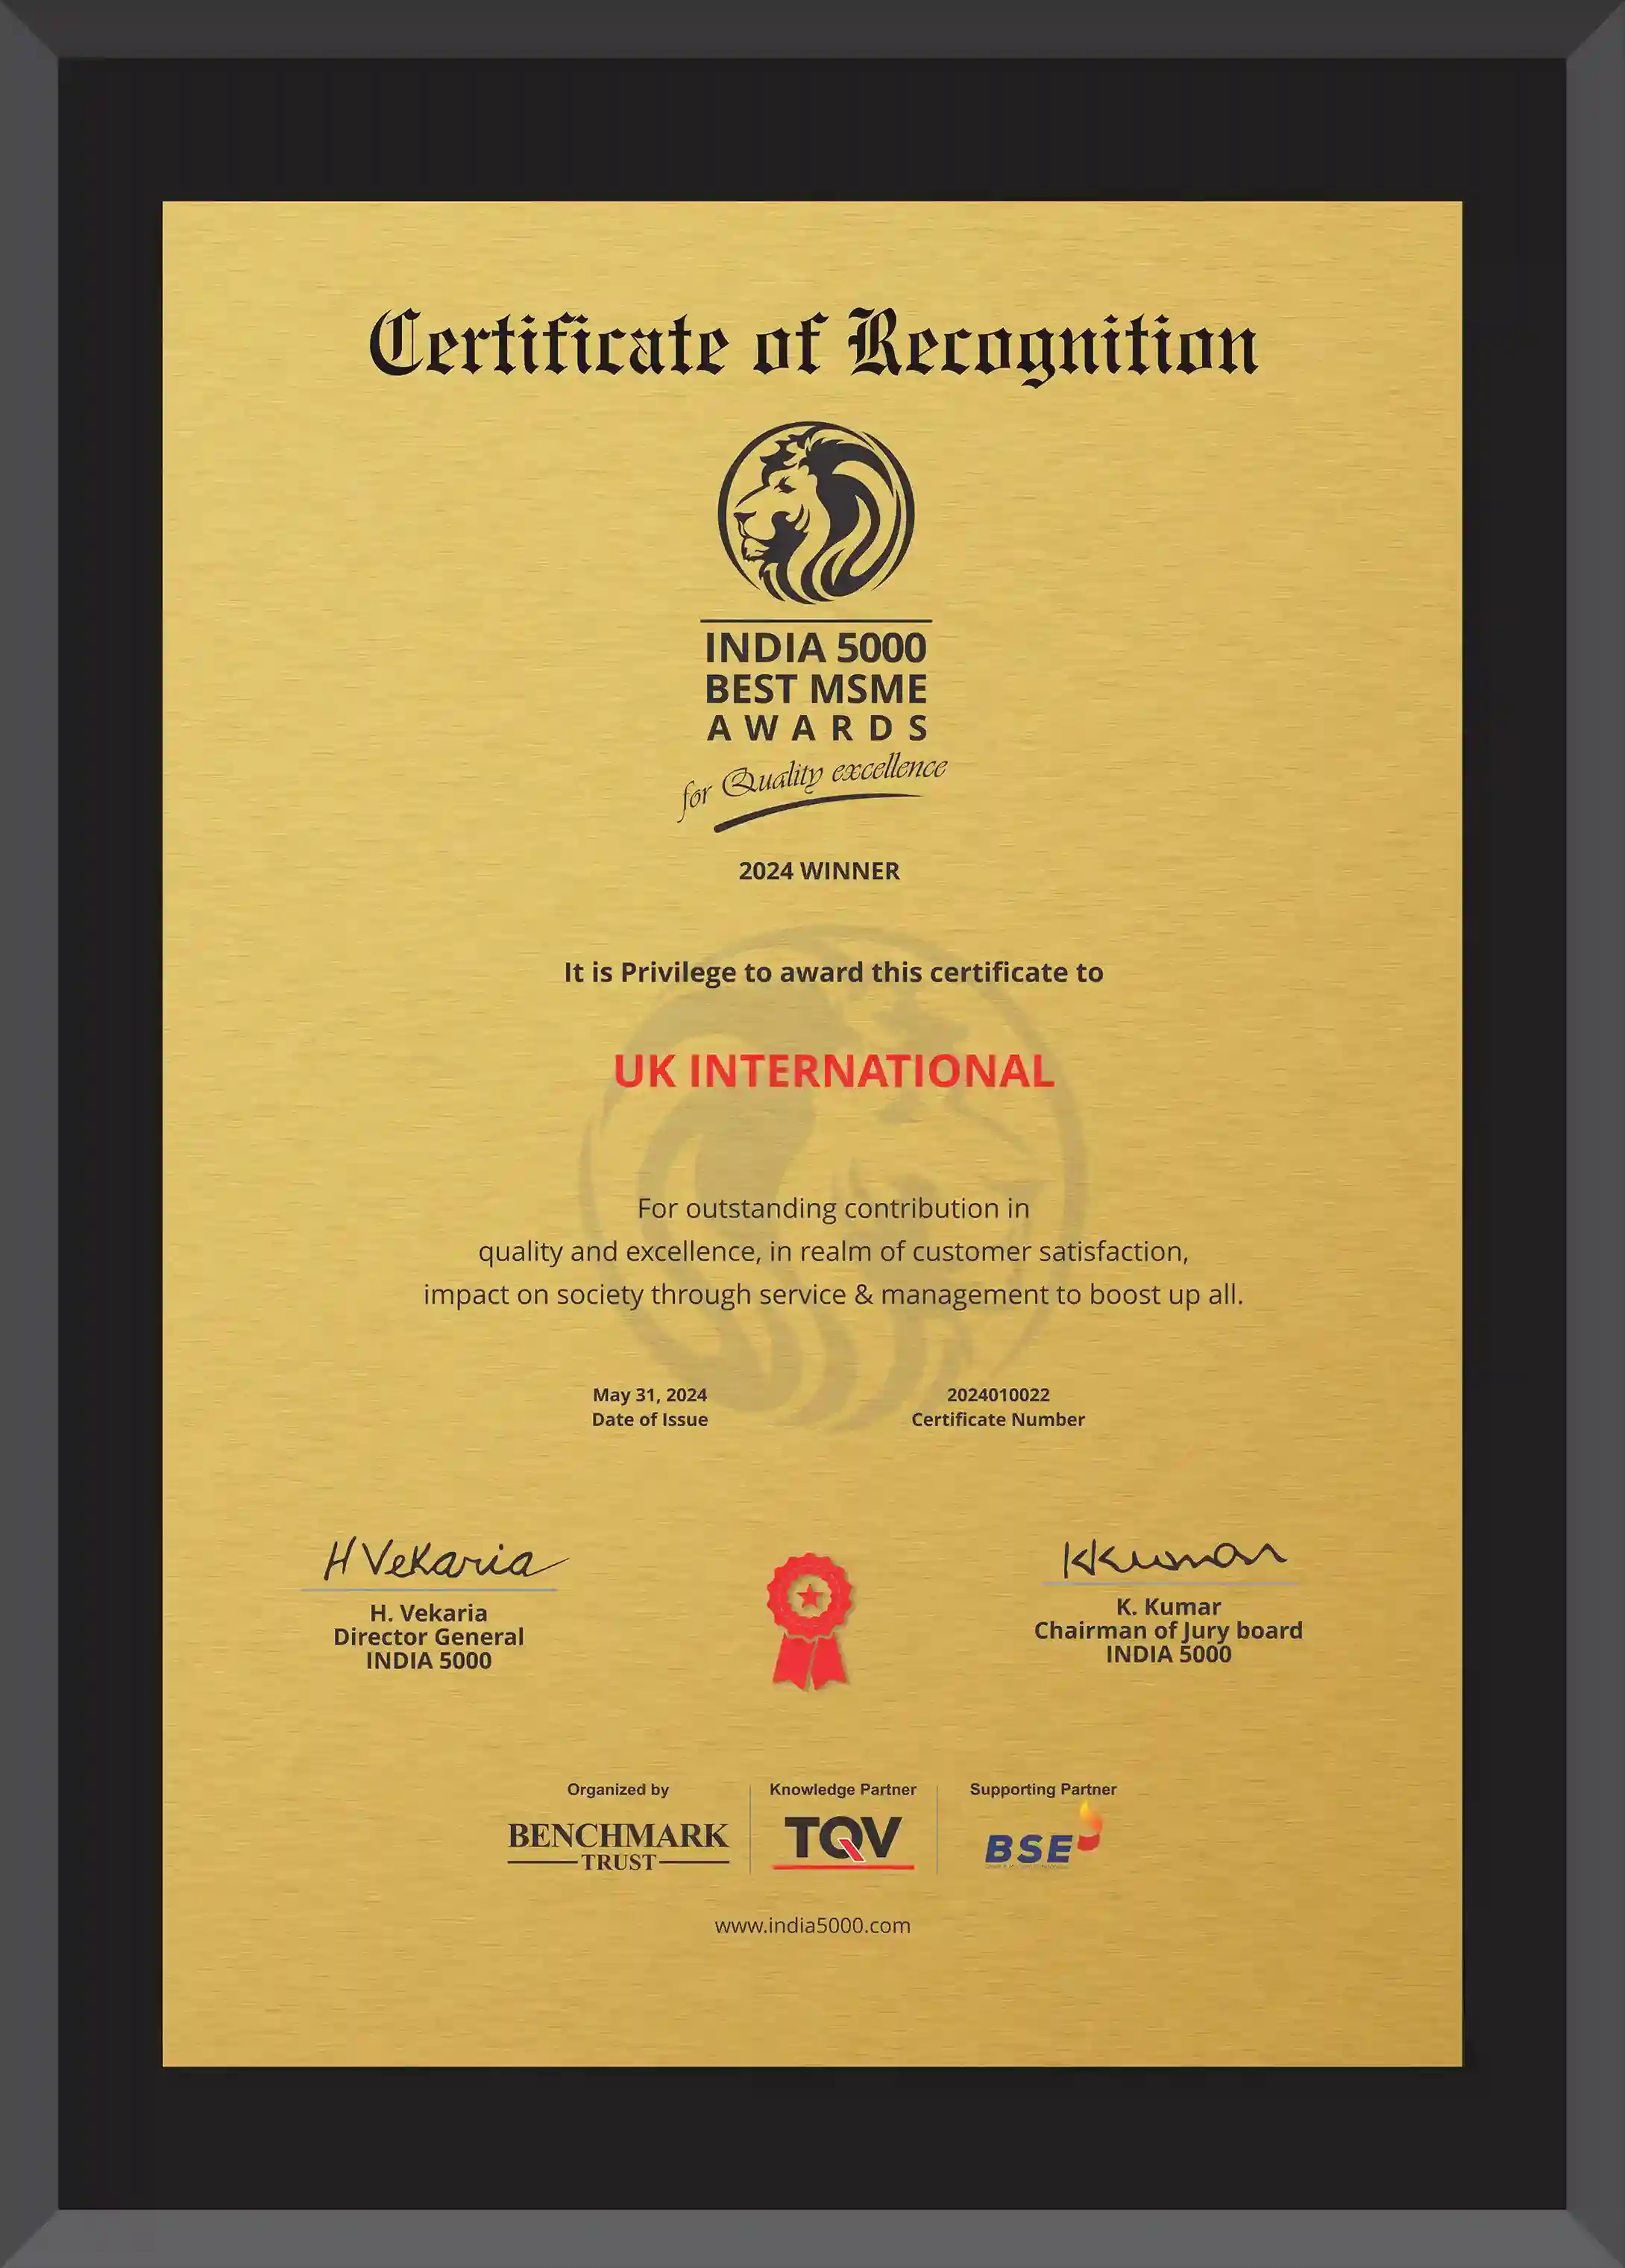 Certificate of Recognition
INDIA 5000
BEST MSME
AWARDS
for Quality excellence
2024 WINNER
It is Privilege to award this certificate to
UK INTERNATIONAL
For outstanding contribution in
quality and excellence, in realm of customer satisfaction,
impact on society through service & management to boost up all.
May 31, 2024
Date of Issue
2024010022
Certificate Number
H Vekaria
H. Vekaria
Director General
INDIA 5000
KKumar
K. Kumar
Chairman of Jury board
INDIA 5000
Organized by
BENCHMARK
TRUST
Knowledge Partner
TQV
Supporting Partner
BSE
www.india5000.com